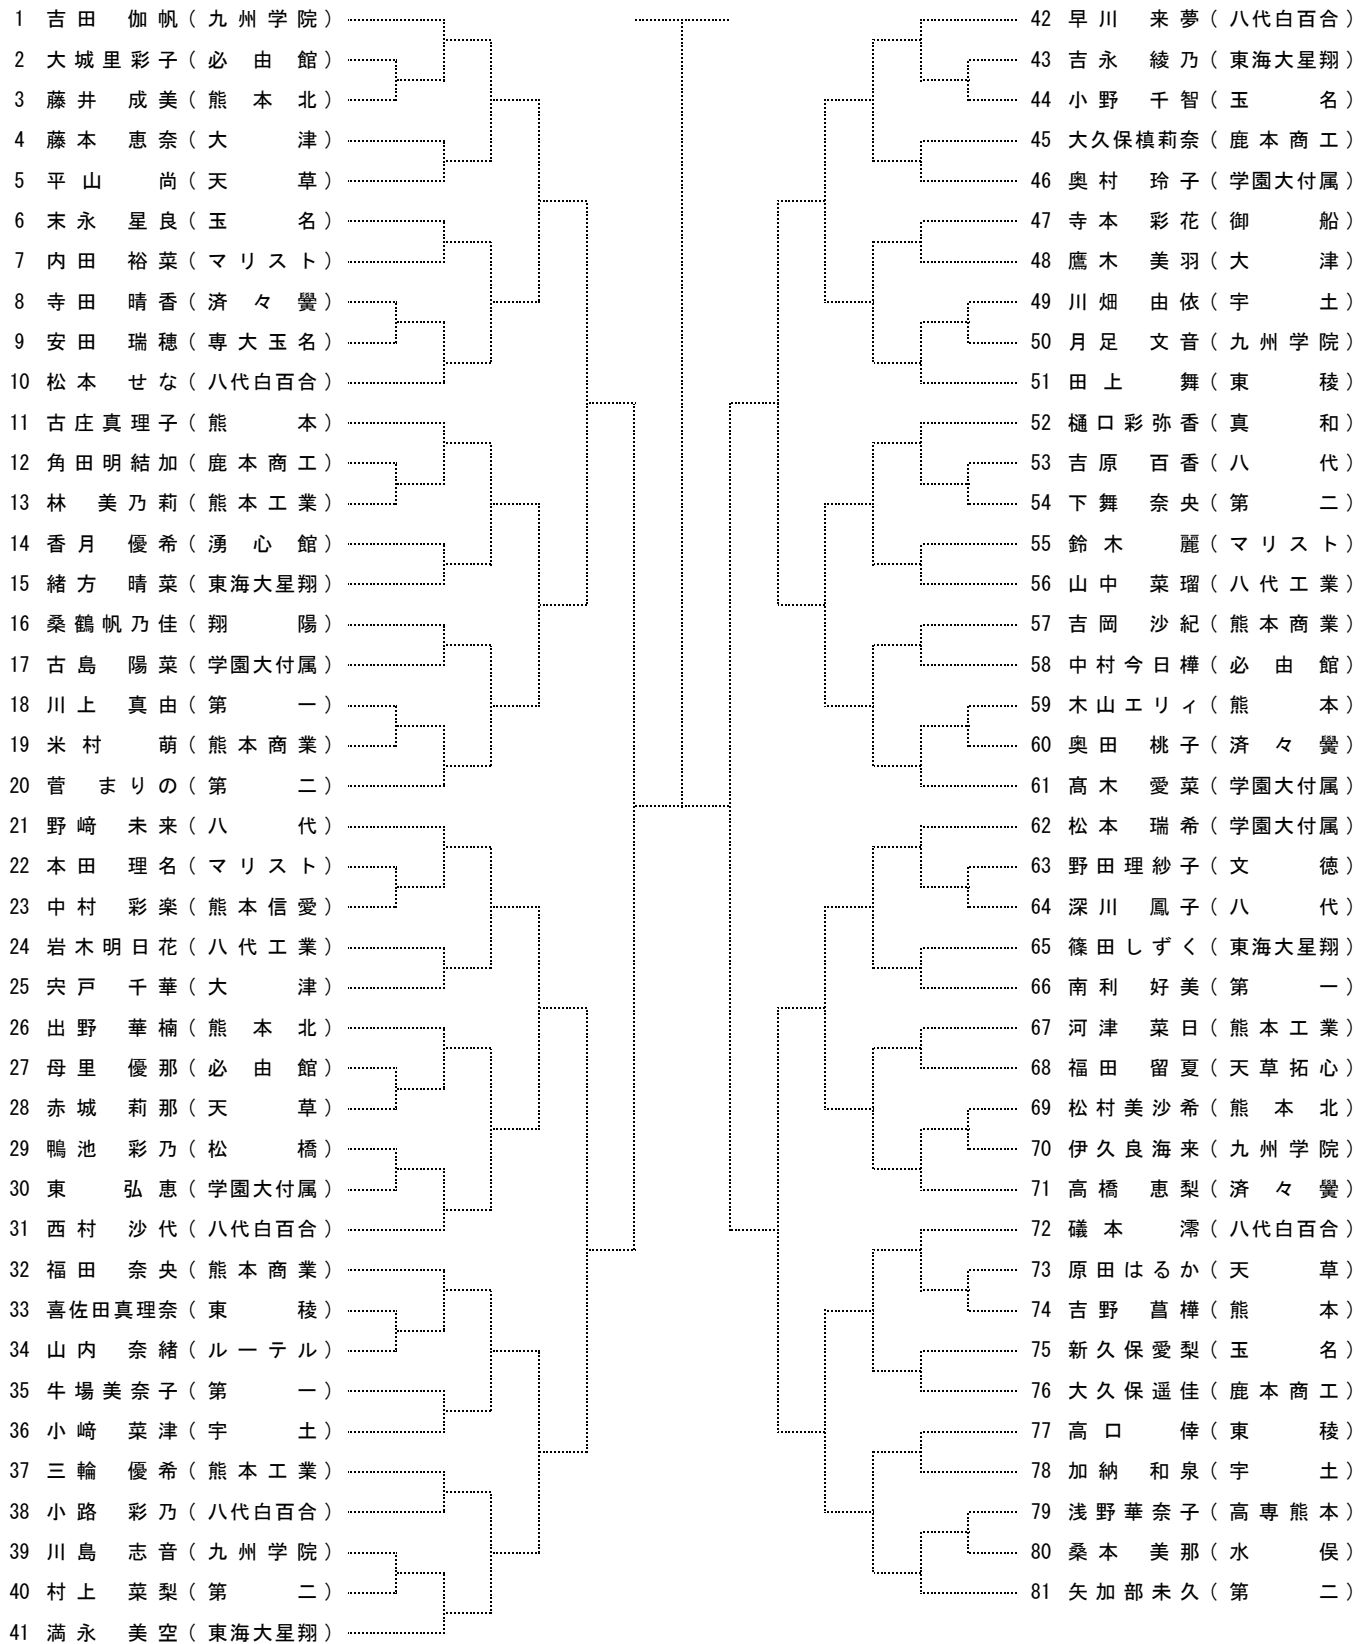 1 吉田 伽帆 （九州学院）
2 大城里彩子 （必由館）
3 藤井 成美 （熊本北）
4 藤本 恵奈 （大津）
5 平山 尚 （天草）
6 末永 星良 （玉名）
7 内田 裕菜 （マリスト）
8 寺田 晴香 （済々黌）
9 安田 瑞穂 （専大玉名）
10 松本 せな （八代白百合）
11 古庄真理子 （熊本）
12 角田明結加 （鹿本商工）
13 林 美乃莉 （熊本工業）
14 香月 優希 （湧心館）
15 緒方 晴菜 （東海大星翔）
16 桑鶴帆乃佳 （翔陽）
17 古島 陽菜 （学園大付属）
18 川上 真由 （第一）
19 米村 萌 （熊本商業）
20 菅 まりの （第二）
21 野﨑 未来 （八代）
22 本田 理名 （マリスト）
23 中村 彩楽 （熊本信愛）
24 岩木明日花 （八代工業）
25 宍戸 千華 （大津）
26 出野 華楠 （熊本北）
27 母里 優那 （必由館）
28 赤城 莉那 （天草）
29 鴨池 彩乃 （松橋）
30 東 弘恵 （学園大付属）
31 西村 沙代 （八代白百合）
32 福田 奈央 （熊本商業）
33 喜佐田真理奈 （東稜）
34 山内 奈緒 （ルーテル）
35 牛場美奈子 （第一）
36 小﨑 菜津 （宇土）
37 三輪 優希 （熊本工業）
38 小路 彩乃 （八代白百合）
39 川島 志音 （九州学院）
40 村上 菜梨 （第二）
41 満永 美空 （東海大星翔）
42 早川 来夢 （八代白百合）
43 吉永 綾乃 （東海大星翔）
44 小野 千智 （玉名）
45 大久保槙莉奈 （鹿本商工）
46 奥村 玲子 （学園大付属）
47 寺本 彩花 （御船）
48 鷹木 美羽 （大津）
49 川畑 由依 （宇土）
50 月足 文音 （九州学院）
51 田上 舞 （東稜）
52 樋口彩弥香 （真和）
53 吉原 百香 （八代）
54 下舞 奈央 （第二）
55 鈴木 麗 （マリスト）
56 山中 菜瑠 （八代工業）
57 吉岡 沙紀 （熊本商業）
58 中村今日樺 （必由館）
59 木山エリィ （熊本）
60 奥田 桃子 （済々黌）
61 髙木 愛菜 （学園大付属）
62 松本 瑞希 （学園大付属）
63 野田理紗子 （文徳）
64 深川 鳳子 （八代）
65 篠田しずく （東海大星翔）
66 南利 好美 （第一）
67 河津 菜日 （熊本工業）
68 福田 留夏 （天草拓心）
69 松村美沙希 （熊本北）
70 伊久良海来 （九州学院）
71 高橋 恵梨 （済々黌）
72 礒本 澪 （八代白百合）
73 原田はるか （天草）
74 吉野 菖樺 （熊本）
75 新久保愛梨 （玉名）
76 大久保遥佳 （鹿本商工）
77 高口 倖 （東稜）
78 加納 和泉 （宇土）
79 浅野華奈子 （高専熊本）
80 桑本 美那 （水俣）
81 矢加部未久 （第二）